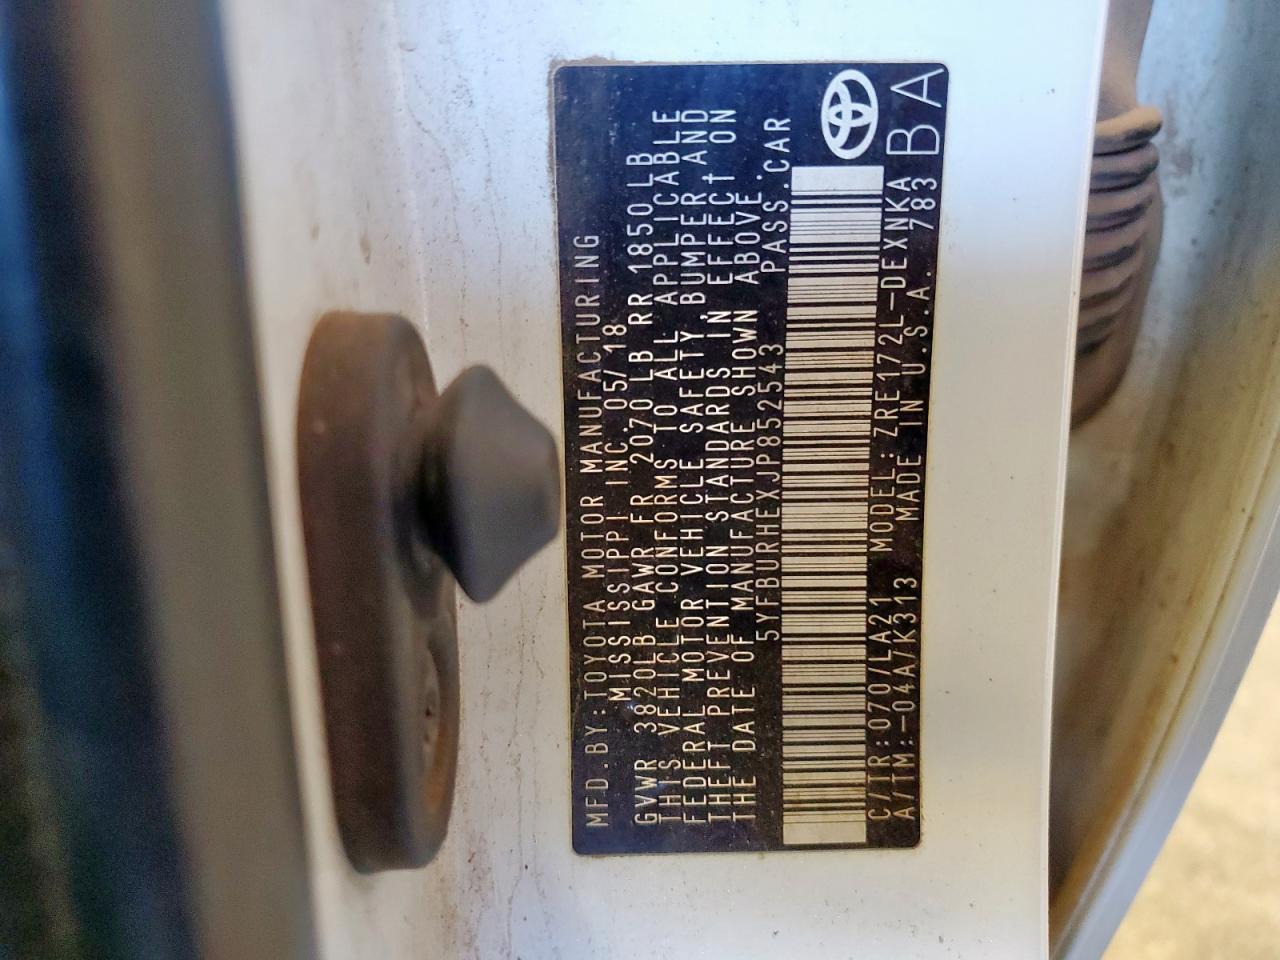 MFD.BY:TOYOTA MOTOR MANUFACTURING
MISSISSIPPI INC.05/18
GVWR 3820LB GAWR FR 2070 LB RR 1850 LB
THIS VEHICLE CONFORMS TO ALL APPLICABLE
FEDERAL MOTOR VEHICLE SAFETY, BUMPER AND
THEFT PREVENTION STANDARDS IN EFFECT ON
THE DATE OF MANUFACTURE SHOWN ABOVE.
5YFBURHEXJP852543 PASS.CAR
C/TR:070/LA21 MODEL:ZRE172L-DEXNKA
A/TM:-04A/K313 MADE IN U.S.A. 783
BA